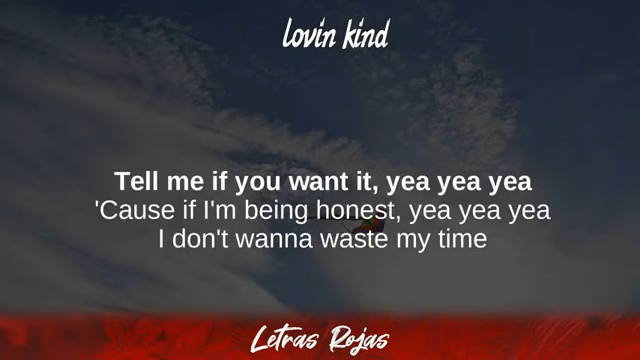 lovin kind
Tell me if you want it, yea yea yea
'Cause if I'm being honest, yea yea yea
I don't wanna waste my time
Letras Rojas